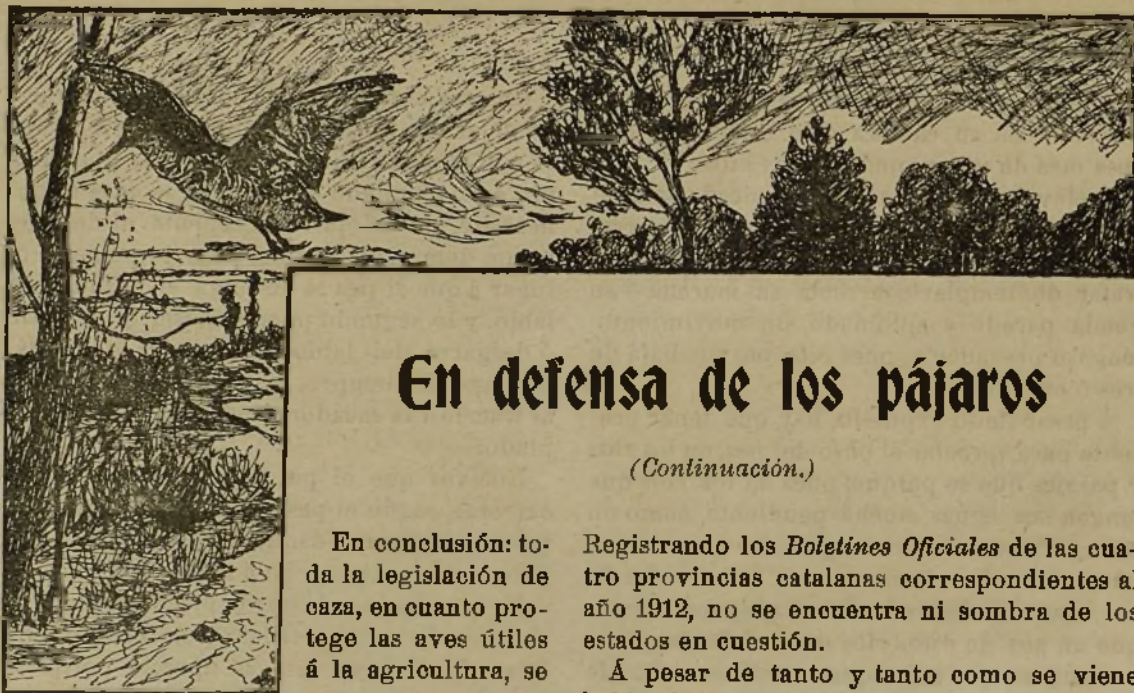 En defensa de los pájaros
(Continuación.)
En conclusión: to-
da la legislación de
caza, en cuanto pro-
tege las aves útiles
á la agricultura, se
Registrando los Boletines Oficiales de las cua-
tro provincias catalanas correspondientes al
año 1912, no se encuentra ni sombra de los
estados en cuestión.
Á pesar de tanto y tanto como se viene